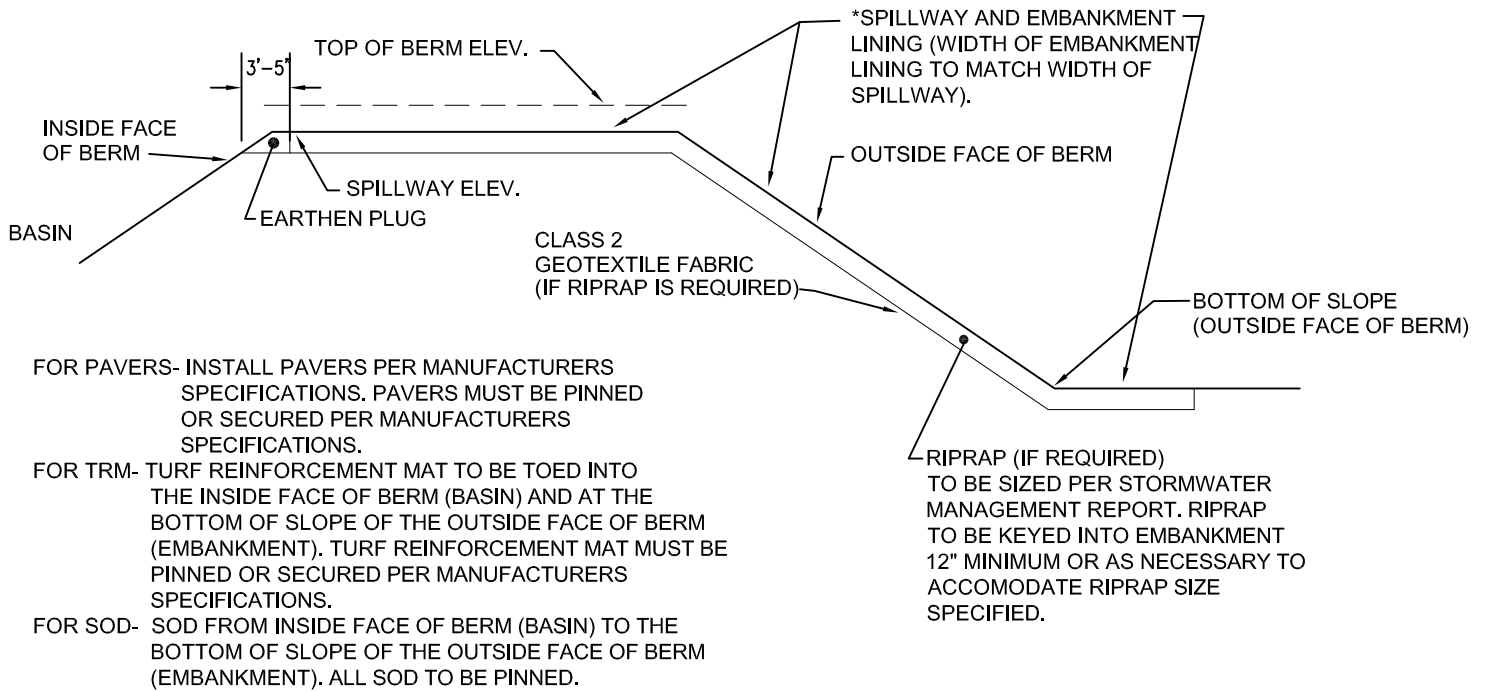 *SPILLWAY AND EMBANKMENT
LINING (WIDTH OF EMBANKMENT
LINING TO MATCH WIDTH OF
SPILLWAY).
TOP OF BERM ELEV.
3'-5'
INSIDE FACE
OF BERM
OUTSIDE FACE OF BERM
SPILLWAY ELEV.
EARTHEN PLUG
BASIN
CLASS 2
GEOTEXTILE FABRIC
(IF RIPRAP IS REQUIRED)
BOTTOM OF SLOPE
(OUTSIDE FACE OF BERM)
FOR PAVERS- INSTALL PAVERS PER MANUFACTURERS
SPECIFICATIONS. PAVERS MUST BE PINNED
OR SECURED PER MANUFACTURERS
SPECIFICATIONS.
FOR TRM- TURF REINFORCEMENT MAT TO BE TOED INTO
THE INSIDE FACE OF BERM (BASIN) AND AT THE
BOTTOM OF SLOPE OF THE OUTSIDE FACE OF BERM
(EMBANKMENT). TURF REINFORCEMENT MAT MUST BE
PINNED OR SECURED PER MANUFACTURERS
SPECIFICATIONS.
FOR SOD- SOD FROM INSIDE FACE OF BERM (BASIN) TO THE
BOTTOM OF SLOPE OF THE OUTSIDE FACE OF BERM
(EMBANKMENT). ALL SOD TO BE PINNED.
RIPRAP (IF REQUIRED)
TO BE SIZED PER STORMWATER
MANAGEMENT REPORT. RIPRAP
TO BE KEYED INTO EMBANKMENT
12" MINIMUM OR AS NECESSARY TO
ACCOMODATE RIPRAP SIZE
SPECIFIED.